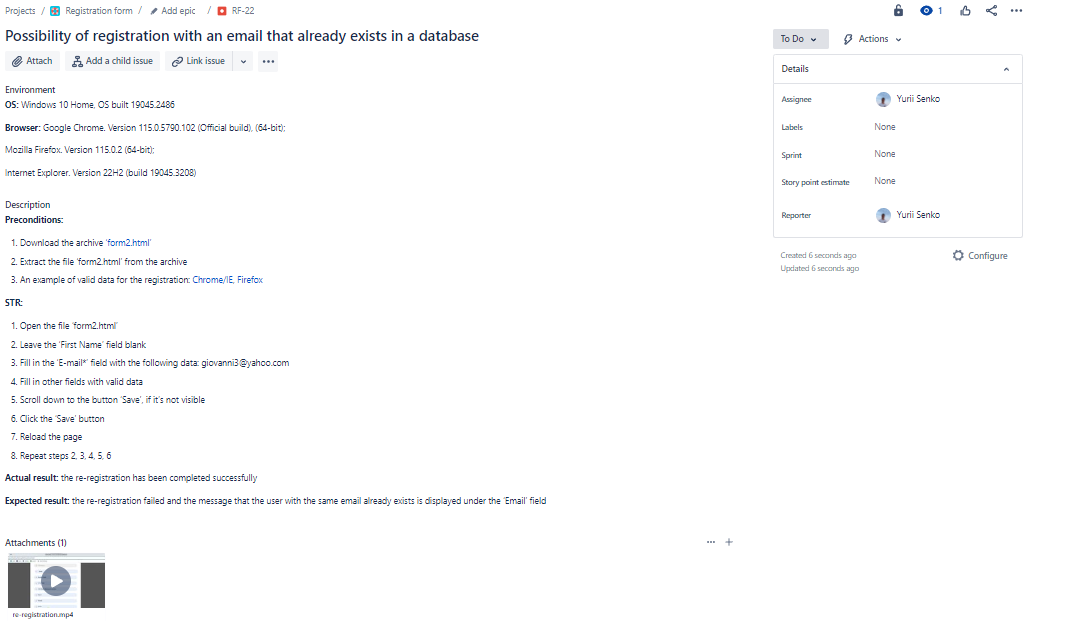 Projects / Registration form / Add epic / RF-22
1
Possibility of registration with an email that already exists in a database
To Do
Actions
Attach
Add a child issue
Link issue
Details
Environment
OS: Windows 10 Home, OS built 19045.2486
Assignee
Yurii Senko
Browser: Google Chrome. Version 115.0.5790.102 (Official build), (64-bit);
Labels
None
Mozilla Firefox. Version 115.0.2 (64-bit);
Sprint
None
Internet Explorer. Version 22H2 (build 19045.3208)
Story point estimate
None
Description
Preconditions:
Reporter
Yurii Senko
1. Download the archive 'form2.html'
2. Extract the file 'form2.html' from the archive
3. An example of valid data for the registration: Chrome/IE, Firefox
Created 6 seconds ago
Updated 6 seconds ago
Configure
STR:
1. Open the file 'form2.html'
2. Leave the 'First Name' field blank
3. Fill in the 'E-mail*' field with the following data: giovanni3@yahoo.com
4. Fill in other fields with valid data
5. Scroll down to the button 'Save', if it's not visible
6. Click the 'Save' button
7. Reload the page
8. Repeat steps 2, 3, 4, 5, 6
Actual result: the re-registration has been completed successfully
Expected result: the re-registration failed and the message that the user with the same email already exists is displayed under the 'Email' field
Attachments (1)
re-registration.mp4